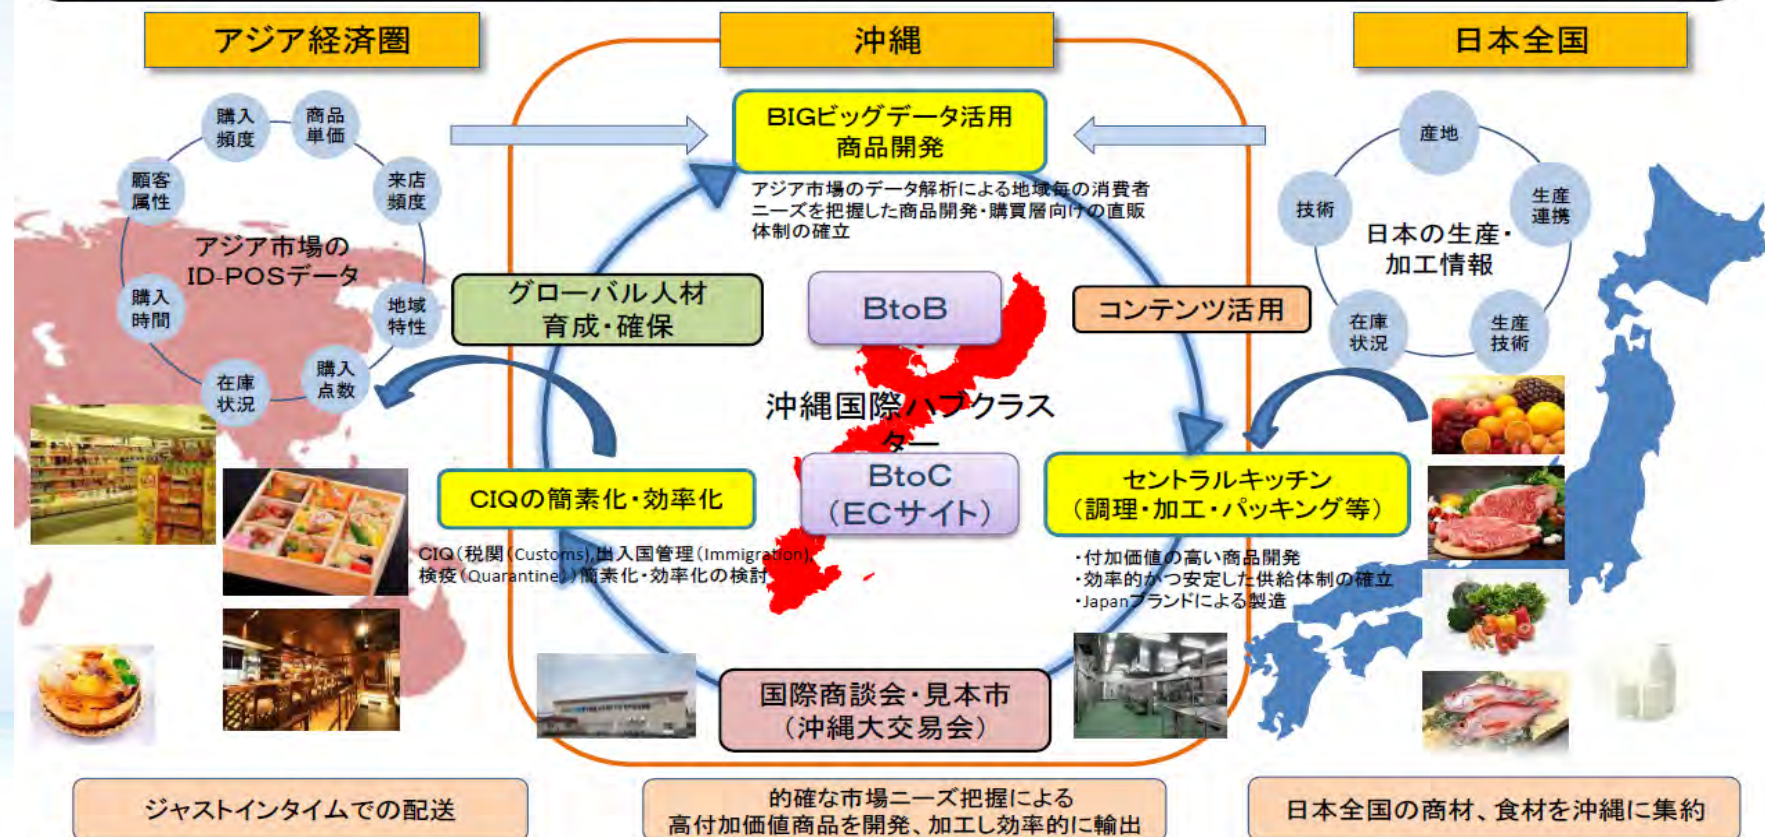 アジア経済圏
沖縄
日本全国
購入
頻度
商品
単価
顧客
属性
来店
頻度
アジア市場の
ID-POSデータ
購入
時間
地域
特性
在庫
状況
購入
点数
BIGビッグデータ活用
商品開発
アジア市場のデータ解析による地域毎の消費者
ニーズを把握した商品開発・購買層向けの直販
体制の確立
グローバル人材
育成・確保
BtoB
コンテンツ活用
沖縄国際ハブクラス
ター
BtoC
（ECサイト）
CIQの簡素化・効率化
CIQ（税関（Customs),出入国管理（Immigration),
検疫（Quarantine））簡素化・効率化の検討
セントラルキッチン
（調理・加工・パッキング等）
・付加価値の高い商品開発
・効率的かつ安定した供給体制の確立
・Japanブランドによる製造
国際商談会・見本市
（沖縄大交易会）
産地
技術
生産
連携
日本の生産・
加工情報
在庫
状況
生産
技術
ジャストインタイムでの配送
的確な市場ニーズ把握による
高付加価値商品を開発、加工し効率的に輸出
日本全国の商材、食材を沖縄に集約